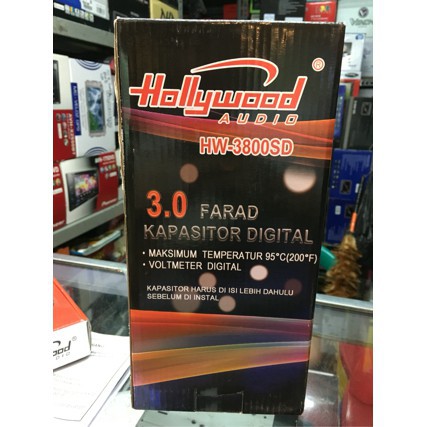 Hollywood
®
AUDIO
HW-3800SD
3.0 FARAD
KAPASITOR DIGITAL
• MAKSIMUM TEMPERATUR 95°C(200°F)
• VOLTMETER DIGITAL
KAPASITOR HARUS DI ISI LEBIH DAHULU
SEBELUM DI INSTAL